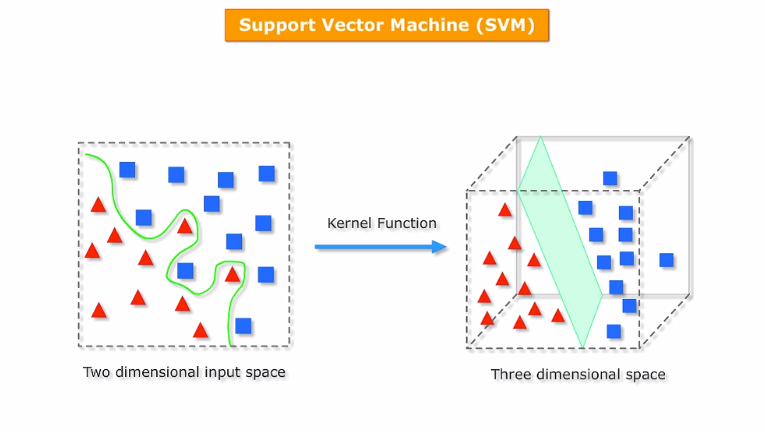 Support Vector Machine (SVM)
Kernel Function
Two dimensional input space
Three dimensional space